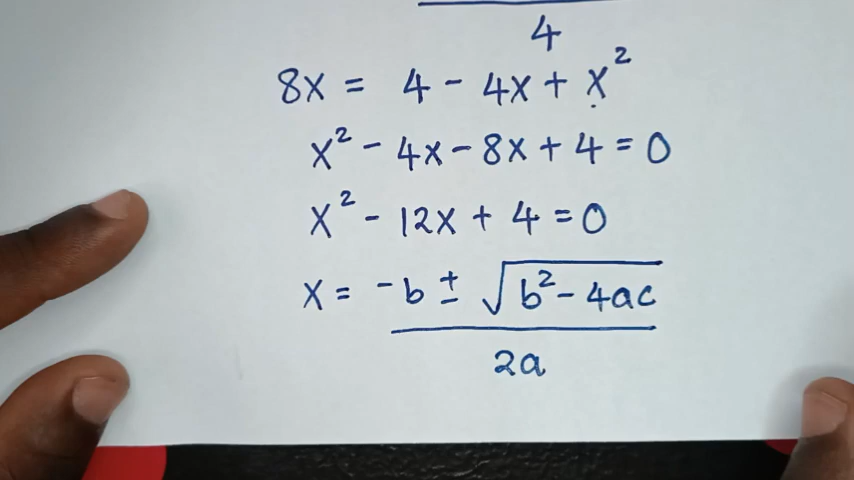 4
8x = 4 - 4x + x²
x² - 4x - 8x + 4 = 0
x² - 12x + 4 = 0
x = -b ± √(b² - 4ac)
2a